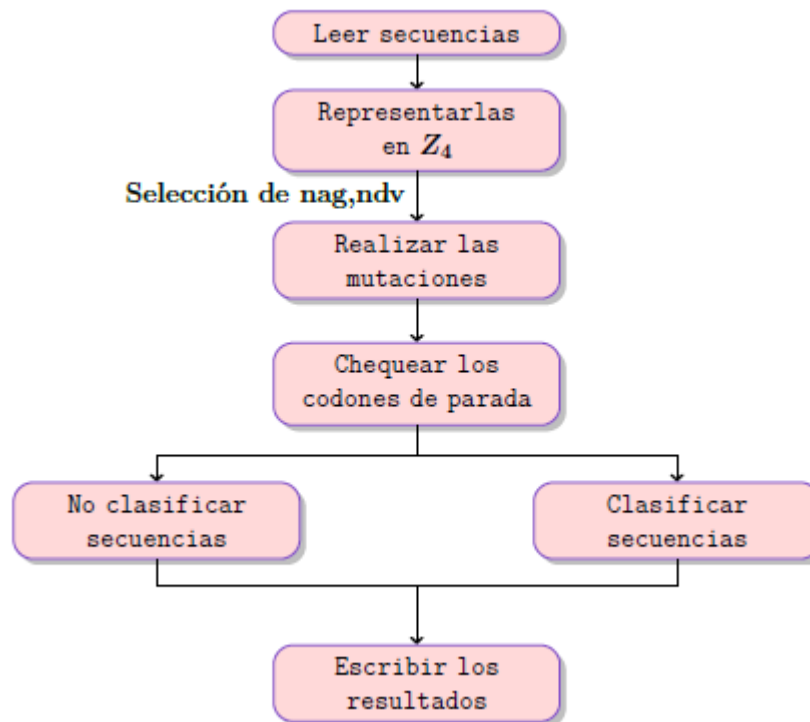 Leer secuencias
Representarlas
en Z₄
Selección de nag,ndv
Realizar las
mutaciones
Chequear los
codones de parada
No clasificar
secuencias
Clasificar
secuencias
Escribir los
resultados